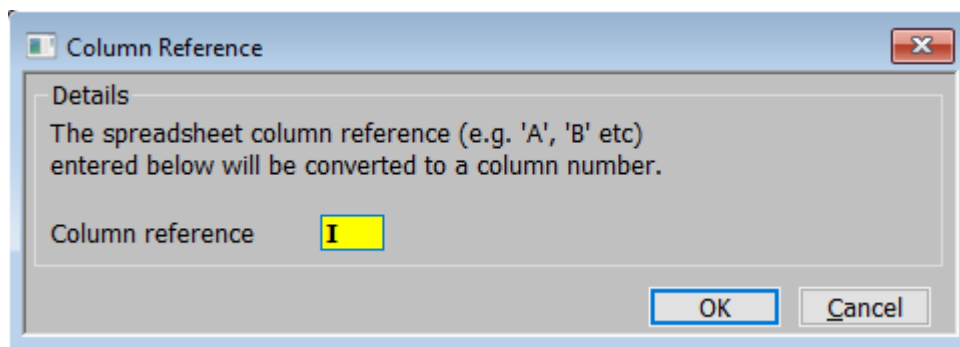 Column Reference
Details
The spreadsheet column reference (e.g. 'A', 'B' etc)
entered below will be converted to a column number.
Column reference I
OK Cancel